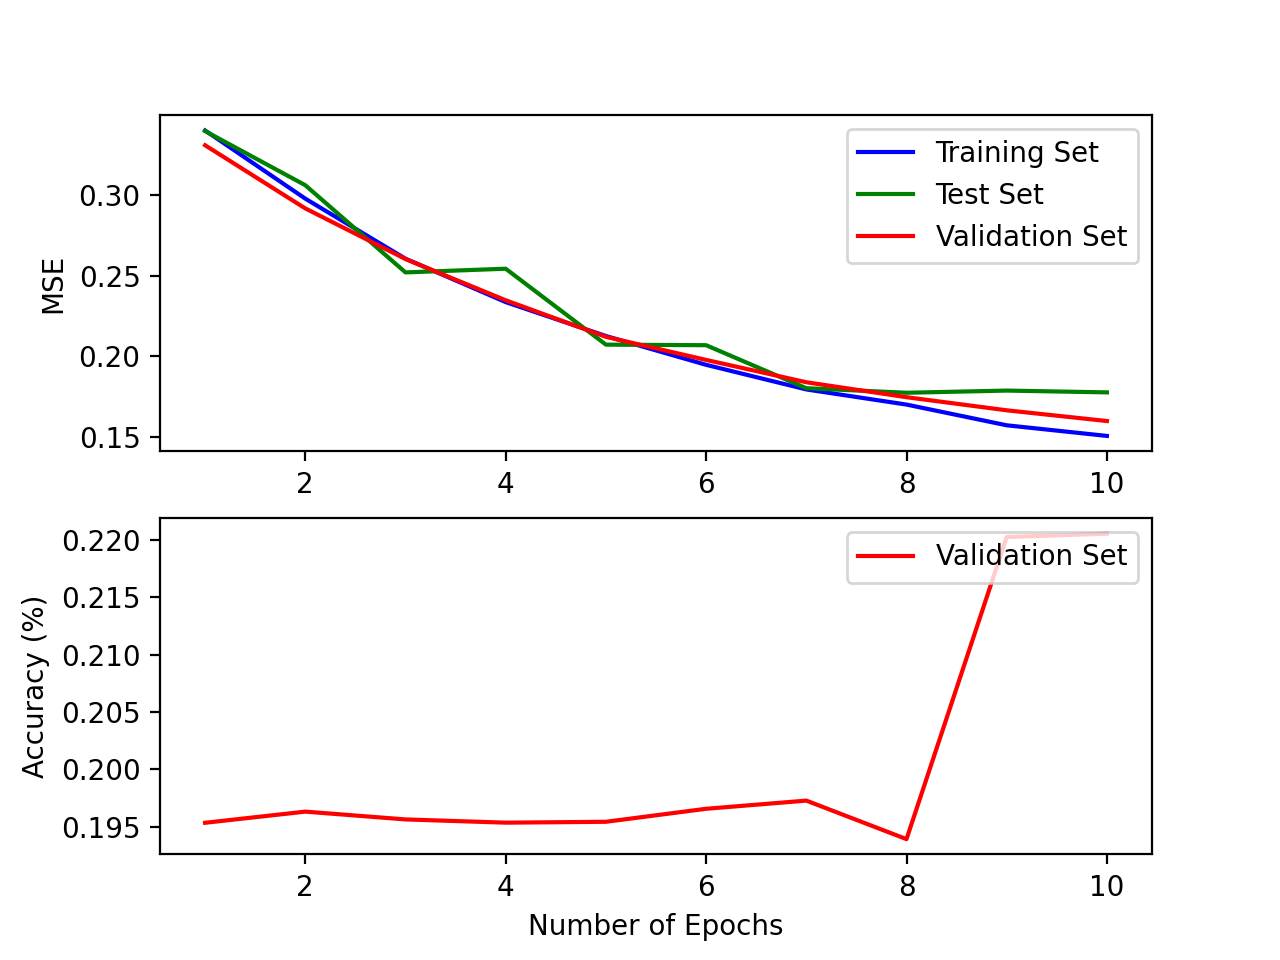 MSE
0.30
0.25
0.20
0.15
Training Set
Test Set
Validation Set
2 4 6 8 10
Accuracy (%)
0.220
0.215
0.210
0.205
0.200
0.195
Validation Set
2 4 6 8 10
Number of Epochs